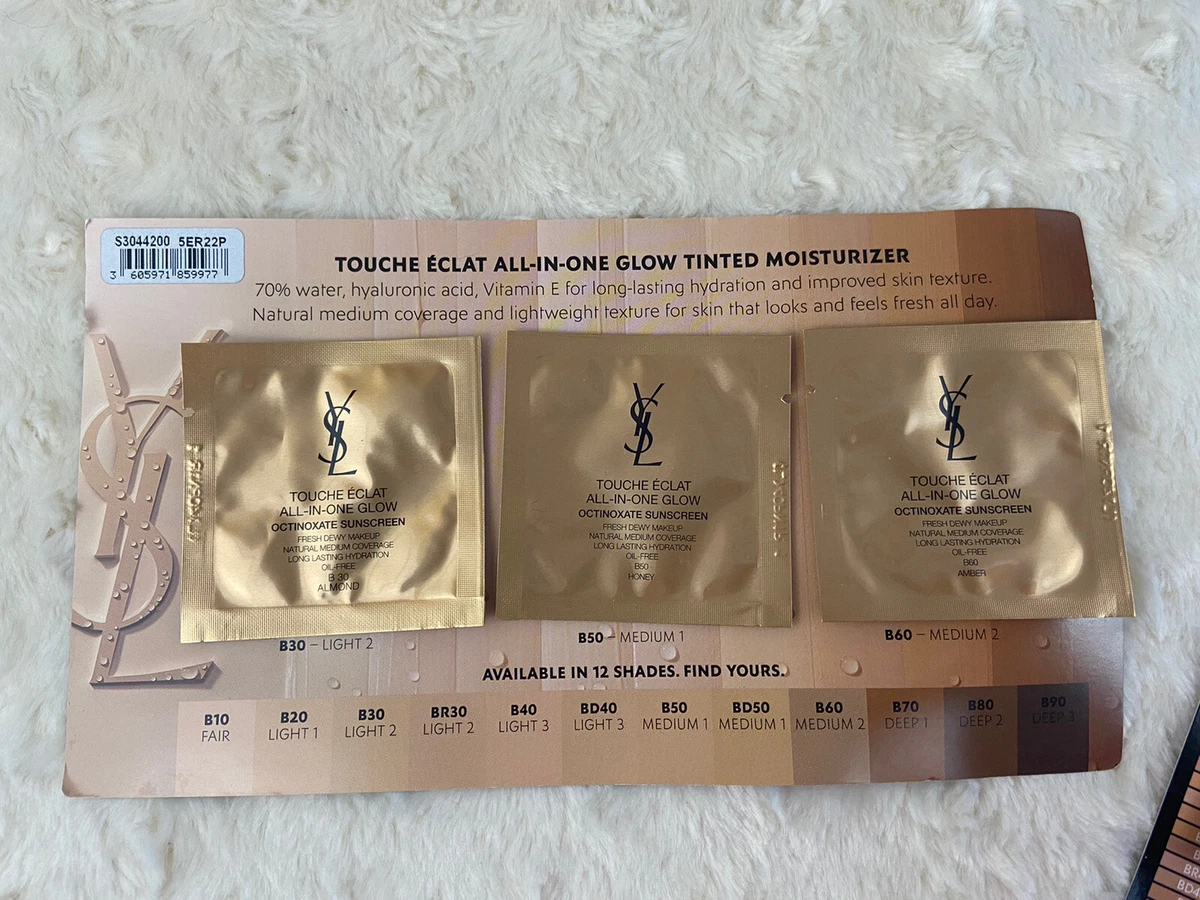 S3044200 5ER22P
3 605971 859977
TOUCHE ÉCLAT ALL-IN-ONE GLOW TINTED MOISTURIZER
70% water, hyaluronic acid, Vitamin E for long-lasting hydration and improved skin texture.
Natural medium coverage and lightweight texture for skin that looks and feels fresh all day.
YSL
YSL
TOUCHE ÉCLAT
ALL-IN-ONE GLOW
OCTINOXATE SUNSCREEN
FRESH DEWY MAKEUP
NATURAL MEDIUM COVERAGE
LONG LASTING HYDRATION
OIL-FREE
B 30
ALMOND
YSL
TOUCHE ÉCLAT
ALL-IN-ONE GLOW
OCTINOXATE SUNSCREEN
FRESH DEWY MAKEUP
NATURAL MEDIUM COVERAGE
LONG LASTING HYDRATION
OIL-FREE
B50
HONEY
YSL
TOUCHE ÉCLAT
ALL-IN-ONE GLOW
OCTINOXATE SUNSCREEN
FRESH DEWY MAKEUP
NATURAL MEDIUM COVERAGE
LONG LASTING HYDRATION
OIL-FREE
B60
AMBER
B30 – LIGHT 2
B50 – MEDIUM 1
B60 – MEDIUM 2
AVAILABLE IN 12 SHADES. FIND YOURS.
B10 B20 B30 BR30 B40 BD40 B50 BD50 B60 B70 B80 B90
FAIR LIGHT 1 LIGHT 2 LIGHT 2 LIGHT 3 LIGHT 3 MEDIUM 1 MEDIUM 1 MEDIUM 2 DEEP 1 DEEP 2 DEEP 3